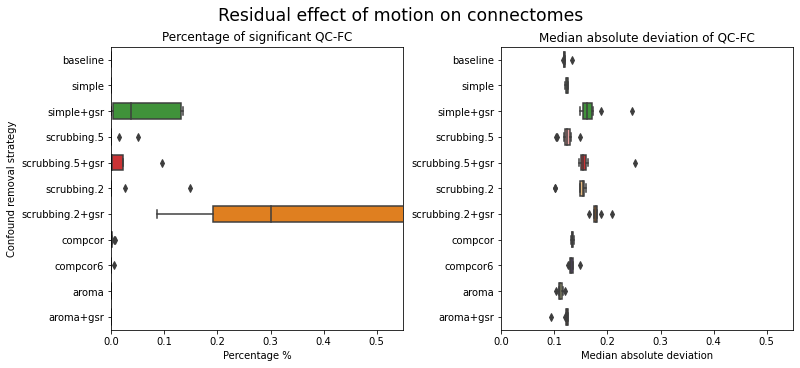 Residual effect of motion on connectomes
Percentage of significant QC-FC
Confound removal strategy
baseline
simple
simple+gsr
scrubbing.5
scrubbing.5+gsr
scrubbing.2
scrubbing.2+gsr
compcor
compcor6
aroma
aroma+gsr
0.0 0.1 0.2 0.3 0.4 0.5
Percentage %
Median absolute deviation of QC-FC
baseline
simple
simple+gsr
scrubbing.5
scrubbing.5+gsr
scrubbing.2
scrubbing.2+gsr
compcor
compcor6
aroma
aroma+gsr
0.0 0.1 0.2 0.3 0.4 0.5
Median absolute deviation